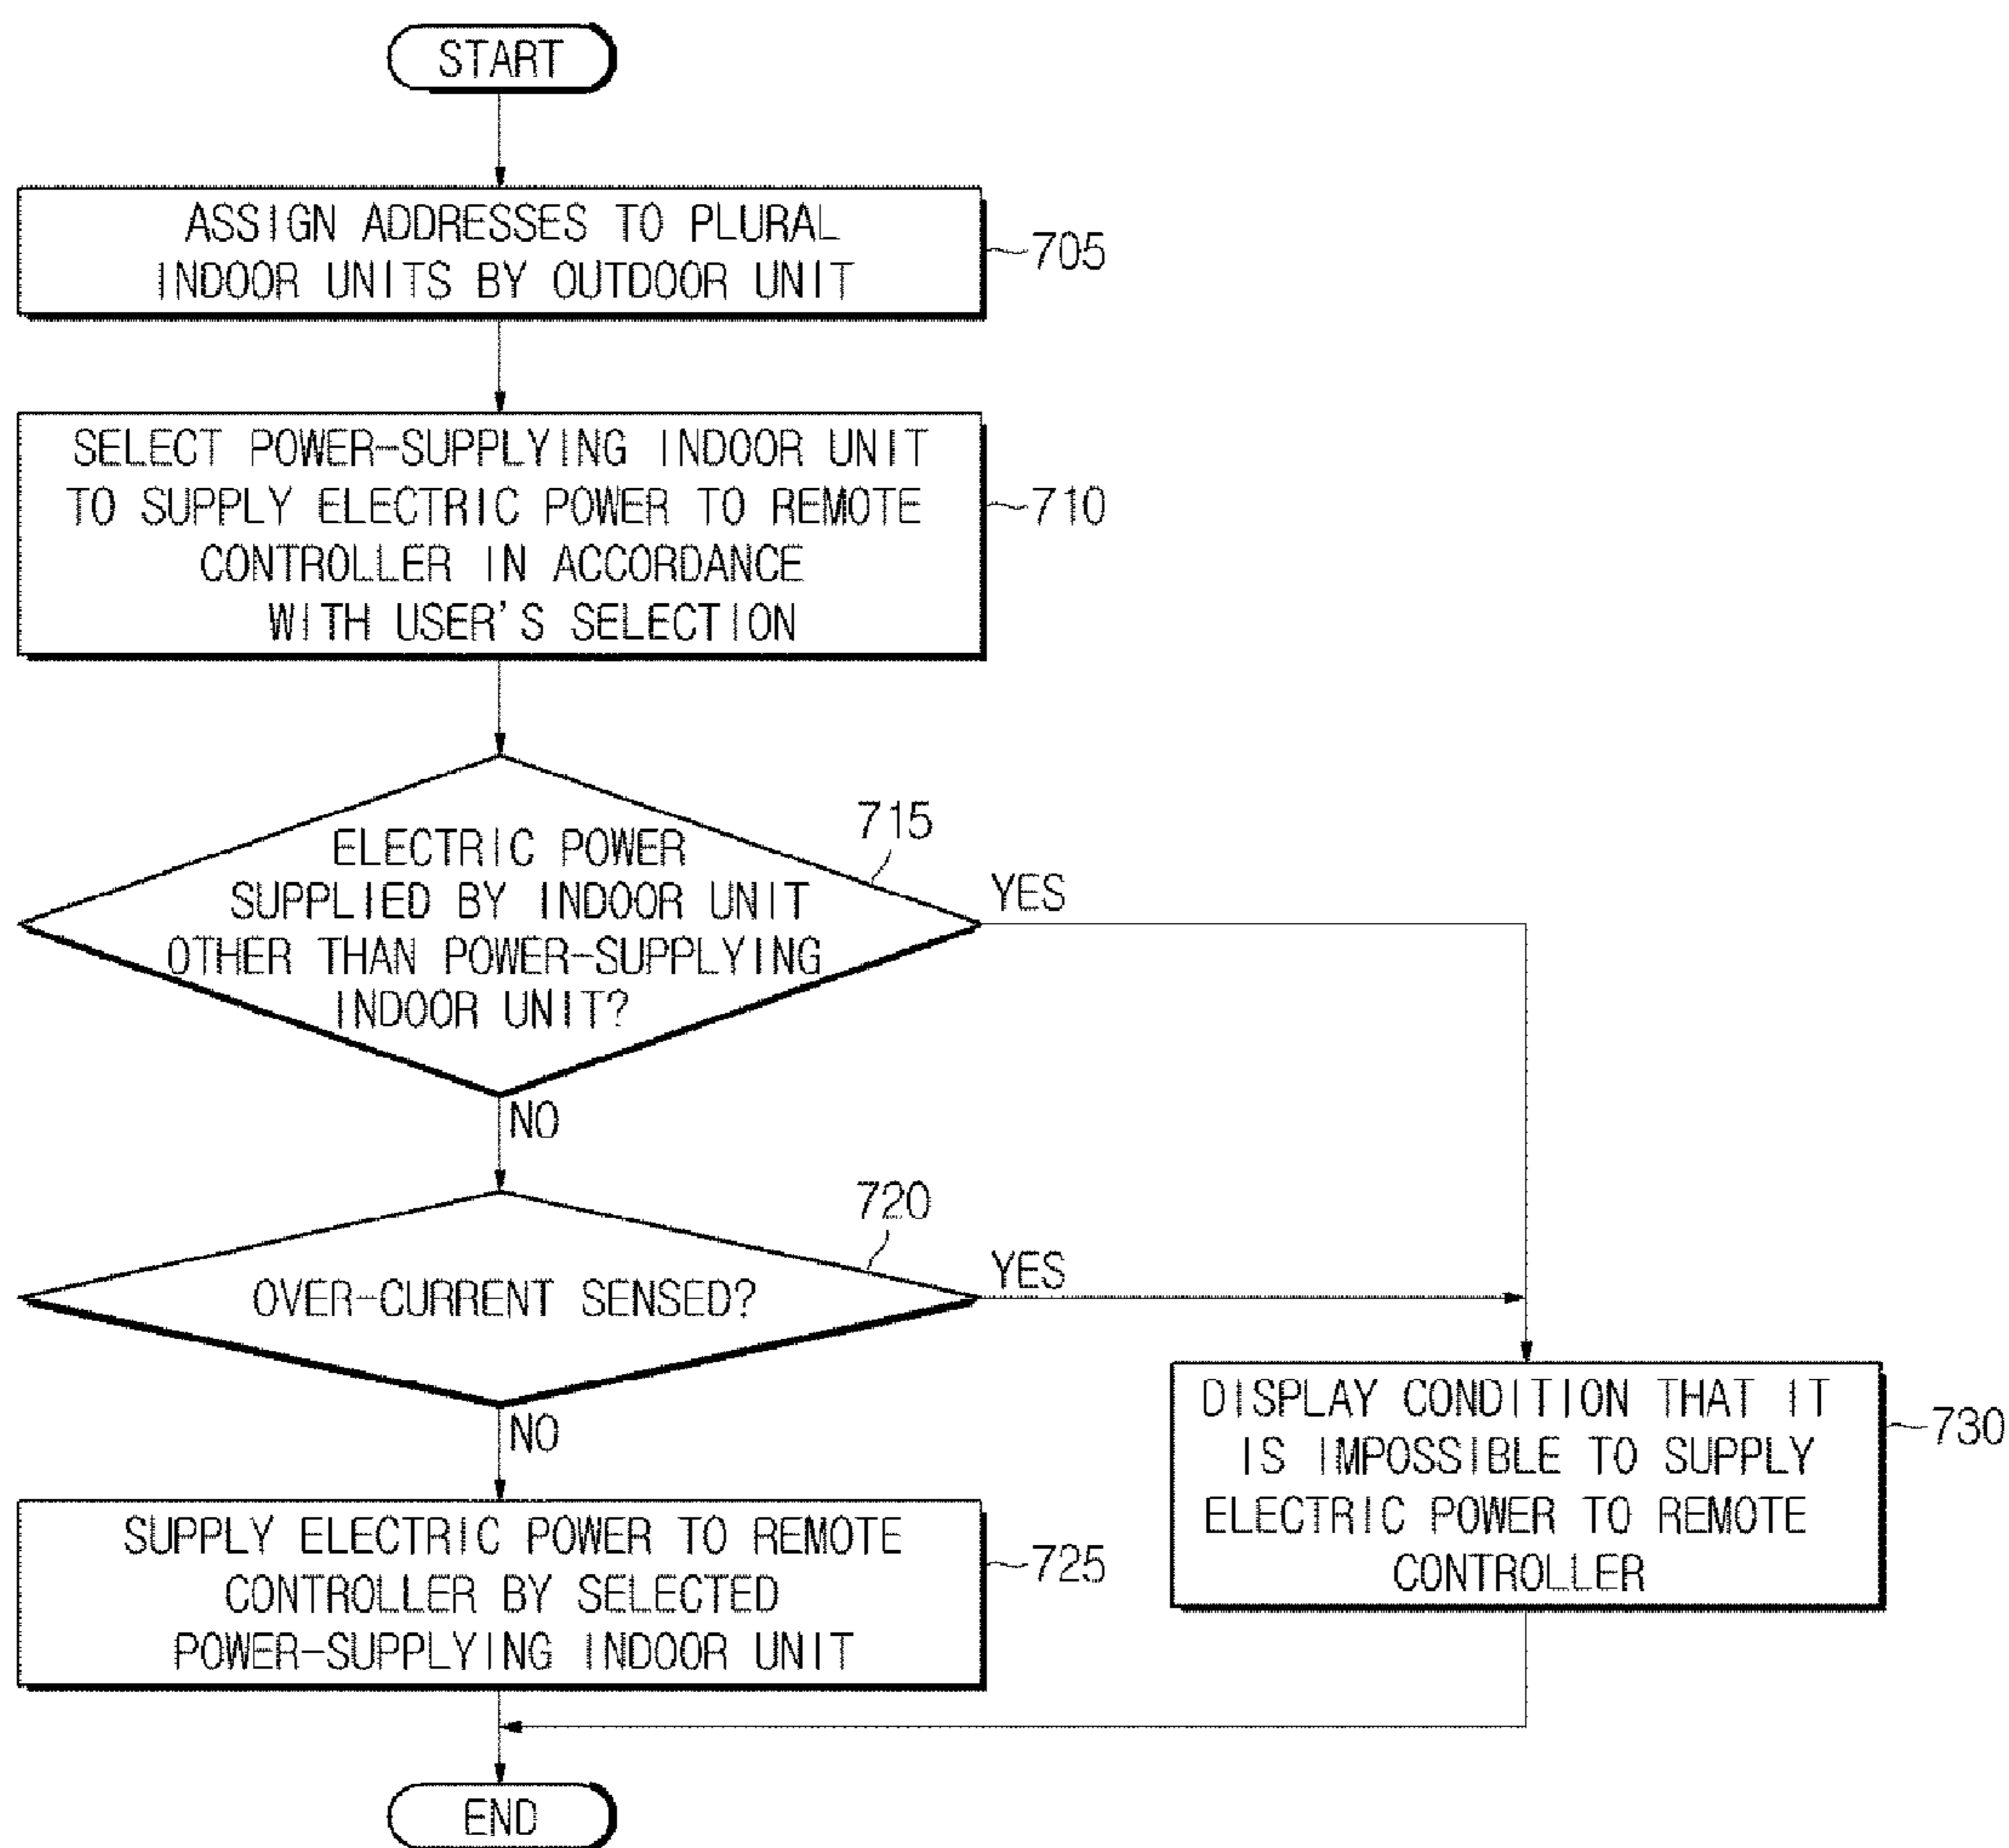 START
ASSIGN ADDRESSES TO PLURAL
INDOOR UNITS BY OUTDOOR UNIT
705
SELECT POWER-SUPPLYING INDOOR UNIT
TO SUPPLY ELECTRIC POWER TO REMOTE
CONTROLLER IN ACCORDANCE
WITH USER'S SELECTION
710
ELECTRIC POWER
SUPPLIED BY INDOOR UNIT
OTHER THAN POWER-SUPPLYING
INDOOR UNIT?
715
YES
NO
OVER-CURRENT SENSED?
720
YES
NO
SUPPLY ELECTRIC POWER TO REMOTE
CONTROLLER BY SELECTED
POWER-SUPPLYING INDOOR UNIT
725
DISPLAY CONDITION THAT IT
IS IMPOSSIBLE TO SUPPLY
ELECTRIC POWER TO REMOTE
CONTROLLER
730
END